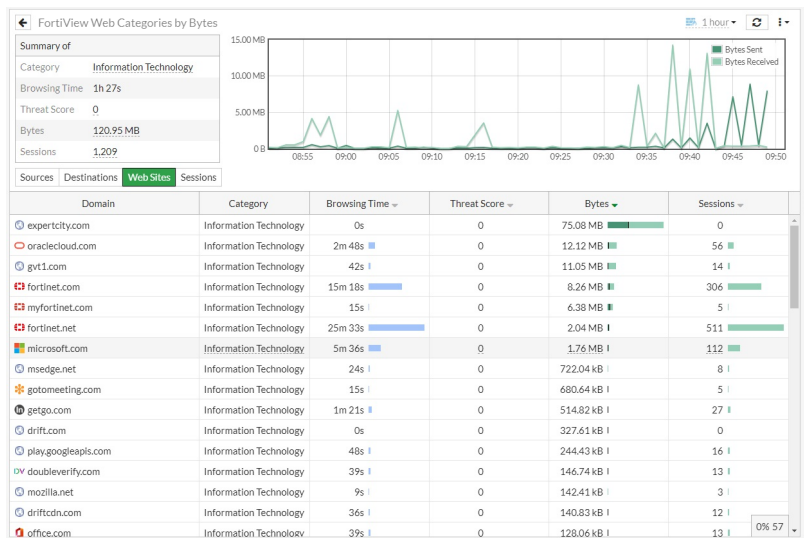 FortiView Web Categories by Bytes
1 hour
Summary of
Category Information Technology
Browsing Time 1h 27s
Threat Score 0
Bytes 120.95 MB
Sessions 1,209
15.00 MB
10.00 MB
5.00 MB
0 B
Bytes Sent
Bytes Received
08:55 09:00 09:05 09:10 09:15 09:20 09:25 09:30 09:35 09:40 09:45 09:50
Sources Destinations Web Sites Sessions
Domain Category Browsing Time Threat Score Bytes Sessions
expertcity.com Information Technology 0s 0 75.08 MB 0
oraclecloud.com Information Technology 2m 48s 0 12.12 MB 56
gvt1.com Information Technology 42s 0 11.05 MB 14
fortinet.com Information Technology 15m 18s 0 8.26 MB 306
myfortinet.com Information Technology 15s 0 6.38 MB 5
fortinet.net Information Technology 25m 33s 0 2.04 MB 511
microsoft.com Information Technology 5m 36s 0 1.76 MB 112
msedge.net Information Technology 24s 0 722.04 kB 8
gotomeeting.com Information Technology 15s 0 680.64 kB 5
getgo.com Information Technology 1m 21s 0 514.82 kB 27
drift.com Information Technology 0s 0 327.61 kB 0
play.googleapis.com Information Technology 48s 0 244.43 kB 16
doubleverify.com Information Technology 39s 0 146.74 kB 13
mozilla.net Information Technology 9s 0 142.41 kB 3
driftcdn.com Information Technology 36s 0 140.83 kB 12
office.com Information Technology 39s 0 128.06 kB 13
0% 57